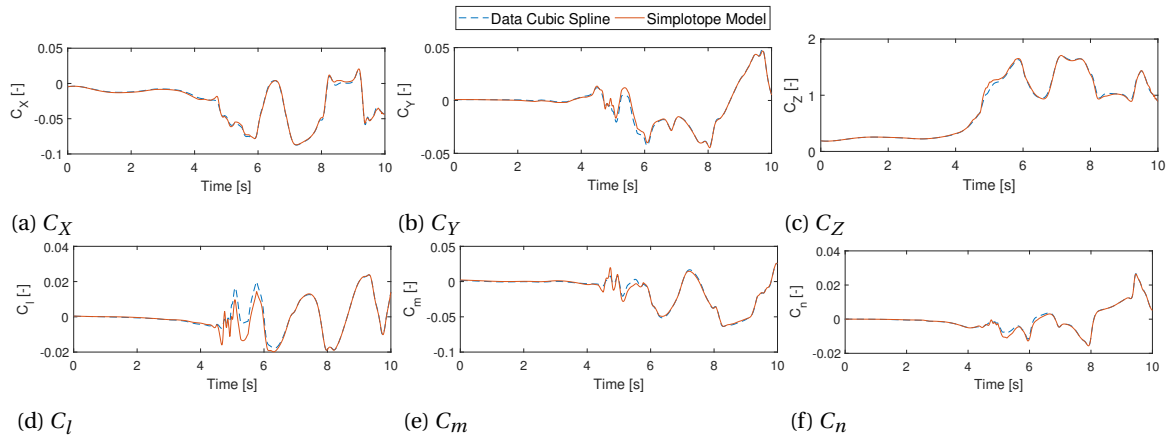 Data Cubic Spline Simplotope Model
0.05
0
-0.05
-0.1
C_X [-]
0 2 4 6 8 10
Time [s]
(a) C_X
0.05
0
-0.05
C_Y [-]
0 2 4 6 8 10
Time [s]
(b) C_Y
2
1
0
C_Z [-]
0 2 4 6 8 10
Time [s]
(c) C_Z
0.04
0.02
0
-0.02
C_l [-]
0 2 4 6 8 10
Time [s]
(d) C_l
0.05
0
-0.05
-0.1
C_m [-]
0 2 4 6 8 10
Time [s]
(e) C_m
0.04
0.02
0
-0.02
C_n [-]
0 2 4 6 8 10
Time [s]
(f) C_n